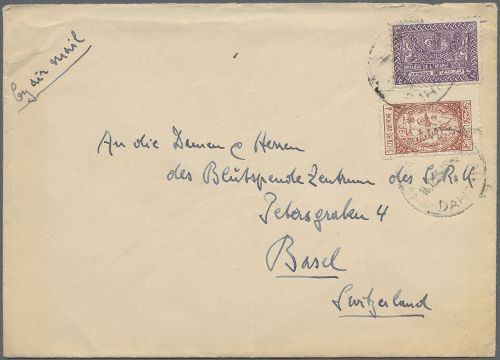 by air mail
An die Damen & Herren
des Blutspende Zentrum des S.R.K.
Petersgraben 4
Basel
Switzerland